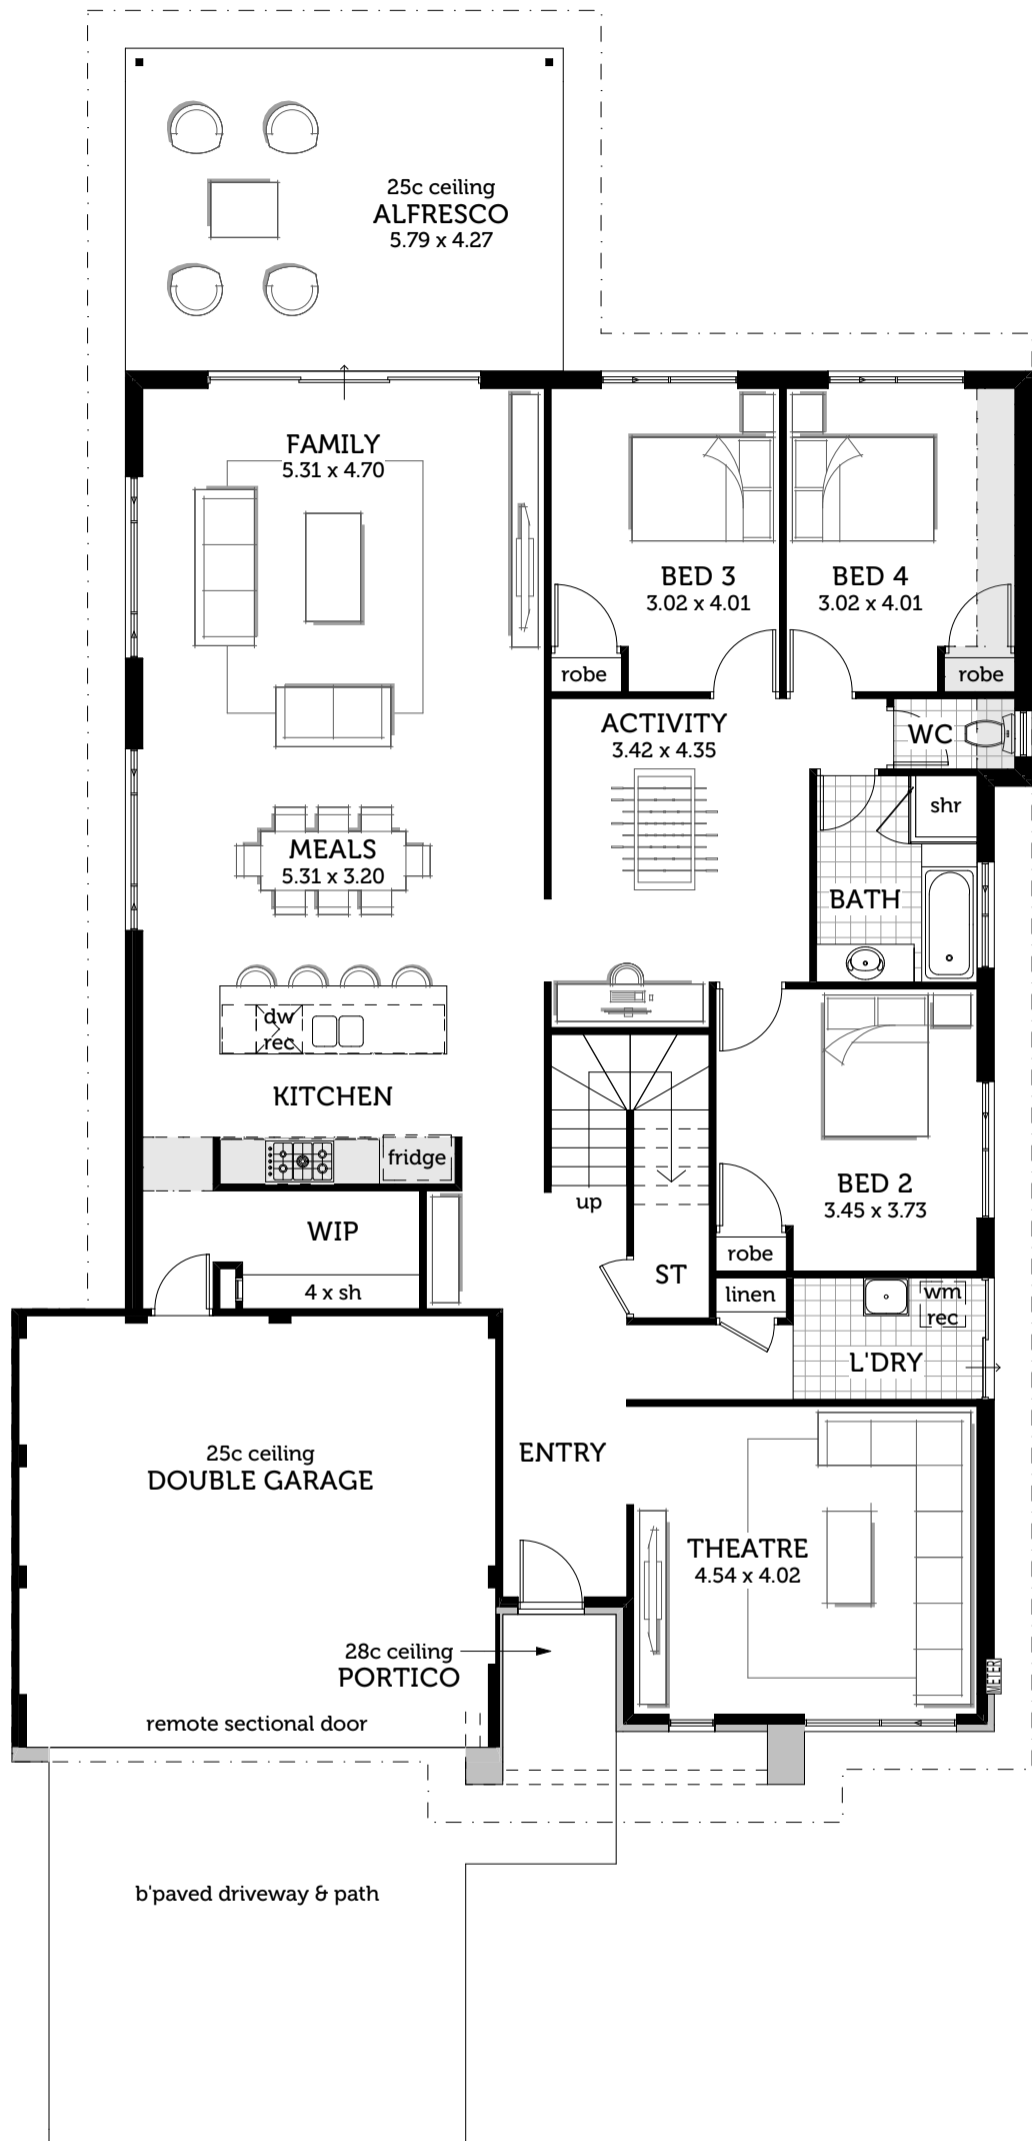 25c ceiling
ALFRESCO
5.79 x 4.27
FAMILY
5.31 x 4.70
BED 3
3.02 x 4.01
BED 4
3.02 x 4.01
robe
robe
ACTIVITY
3.42 x 4.35
WC
shr
MEALS
5.31 x 3.20
BATH
dw
rec
KITCHEN
fridge
BED 2
3.45 x 3.73
up
WIP
robe
ST
4 x sh
linen
wm
rec
L'DRY
25c ceiling
DOUBLE GARAGE
ENTRY
THEATRE
4.54 x 4.02
28c ceiling
PORTICO
METER
remote sectional door
b'paved driveway & path